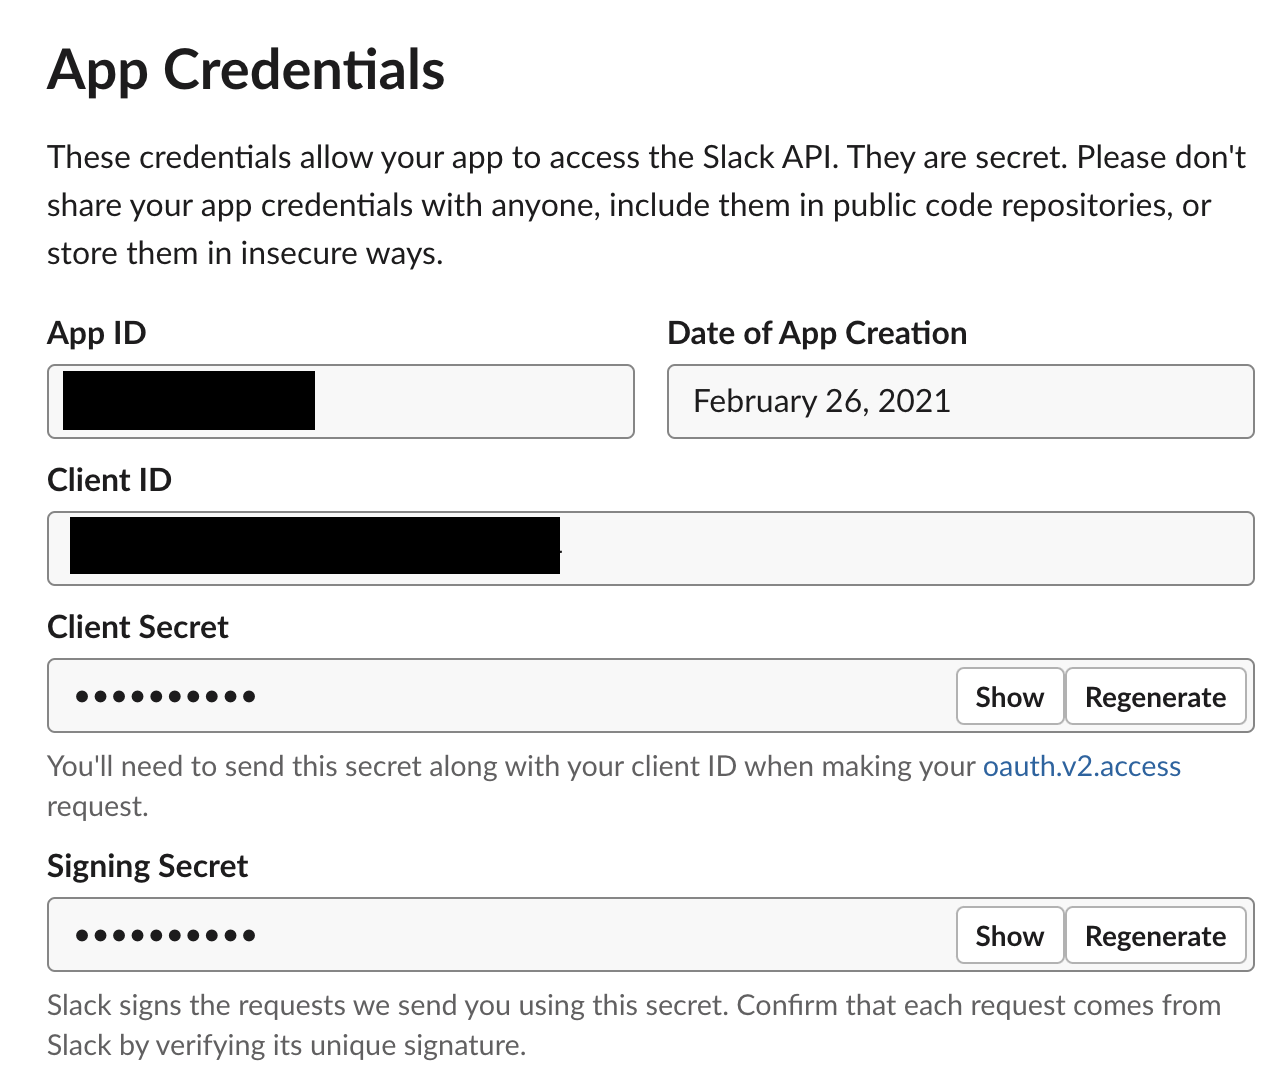 App Credentials
These credentials allow your app to access the Slack API. They are secret. Please don't
share your app credentials with anyone, include them in public code repositories, or
store them in insecure ways.
App ID
Date of App Creation
February 26, 2021
Client ID
Client Secret
•••••••••• Show Regenerate
You'll need to send this secret along with your client ID when making your oauth.v2.access
request.
Signing Secret
•••••••••• Show Regenerate
Slack signs the requests we send you using this secret. Confirm that each request comes from
Slack by verifying its unique signature.